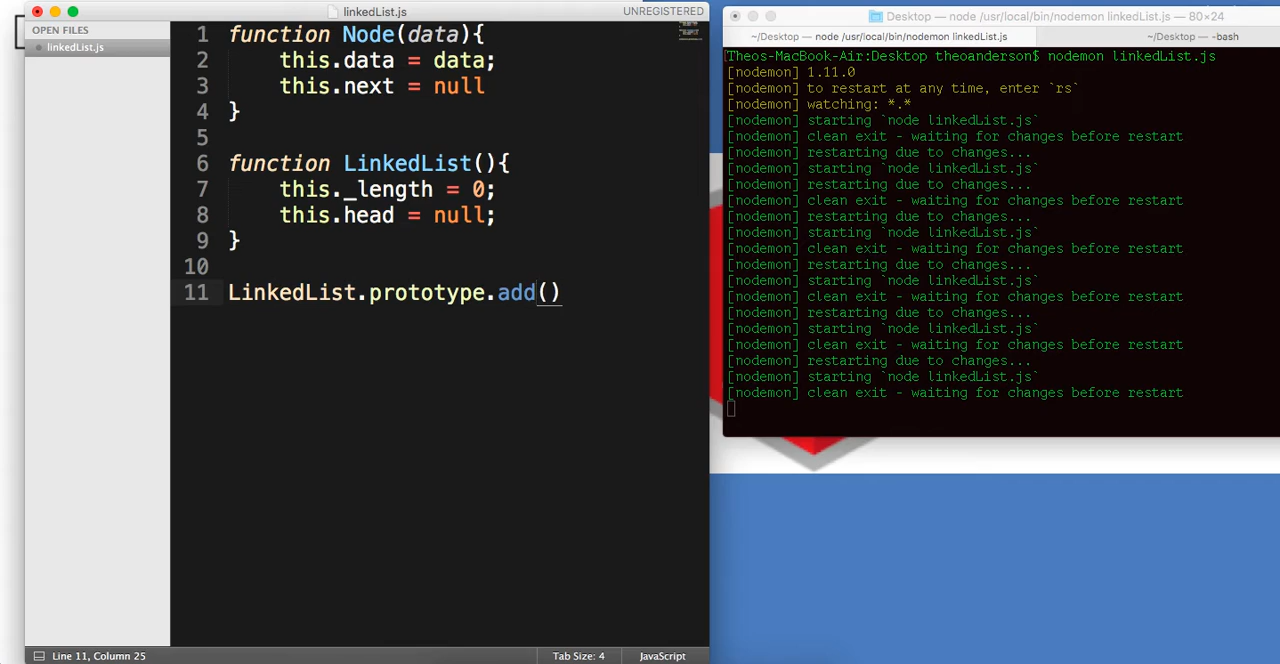 linkedList.js
UNREGISTERED
OPEN FILES
linkedList.js
1 function Node(data){
2 this.data = data;
3 this.next = null
4 }
5
6 function LinkedList(){
7 this._length = 0;
8 this.head = null;
9 }
10
11 LinkedList.prototype.add()
Line 11, Column 25
Tab Size: 4
JavaScript
Desktop — node /usr/local/bin/nodemon linkedList.js — 80×24
~/Desktop — node /usr/local/bin/nodemon linkedList.js
~/Desktop — -bash
Theos-MacBook-Air:Desktop theoanderson$ nodemon linkedList.js
[nodemon] 1.11.0
[nodemon] to restart at any time, enter `rs`
[nodemon] watching: *.*
[nodemon] starting `node linkedList.js`
[nodemon] clean exit - waiting for changes before restart
[nodemon] restarting due to changes...
[nodemon] starting `node linkedList.js`
[nodemon] restarting due to changes...
[nodemon] clean exit - waiting for changes before restart
[nodemon] restarting due to changes...
[nodemon] starting `node linkedList.js`
[nodemon] clean exit - waiting for changes before restart
[nodemon] restarting due to changes...
[nodemon] starting `node linkedList.js`
[nodemon] clean exit - waiting for changes before restart
[nodemon] restarting due to changes...
[nodemon] starting `node linkedList.js`
[nodemon] clean exit - waiting for changes before restart
[nodemon] restarting due to changes...
[nodemon] starting `node linkedList.js`
[nodemon] clean exit - waiting for changes before restart